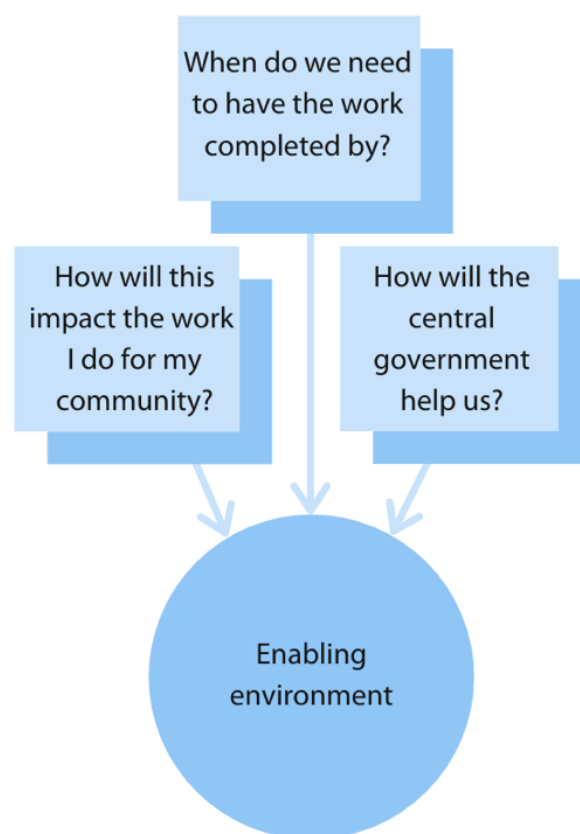 When do we need
to have the work
completed by?
How will this
impact the work
I do for my
community?
How will the
central
government
help us?
Enabling
environment